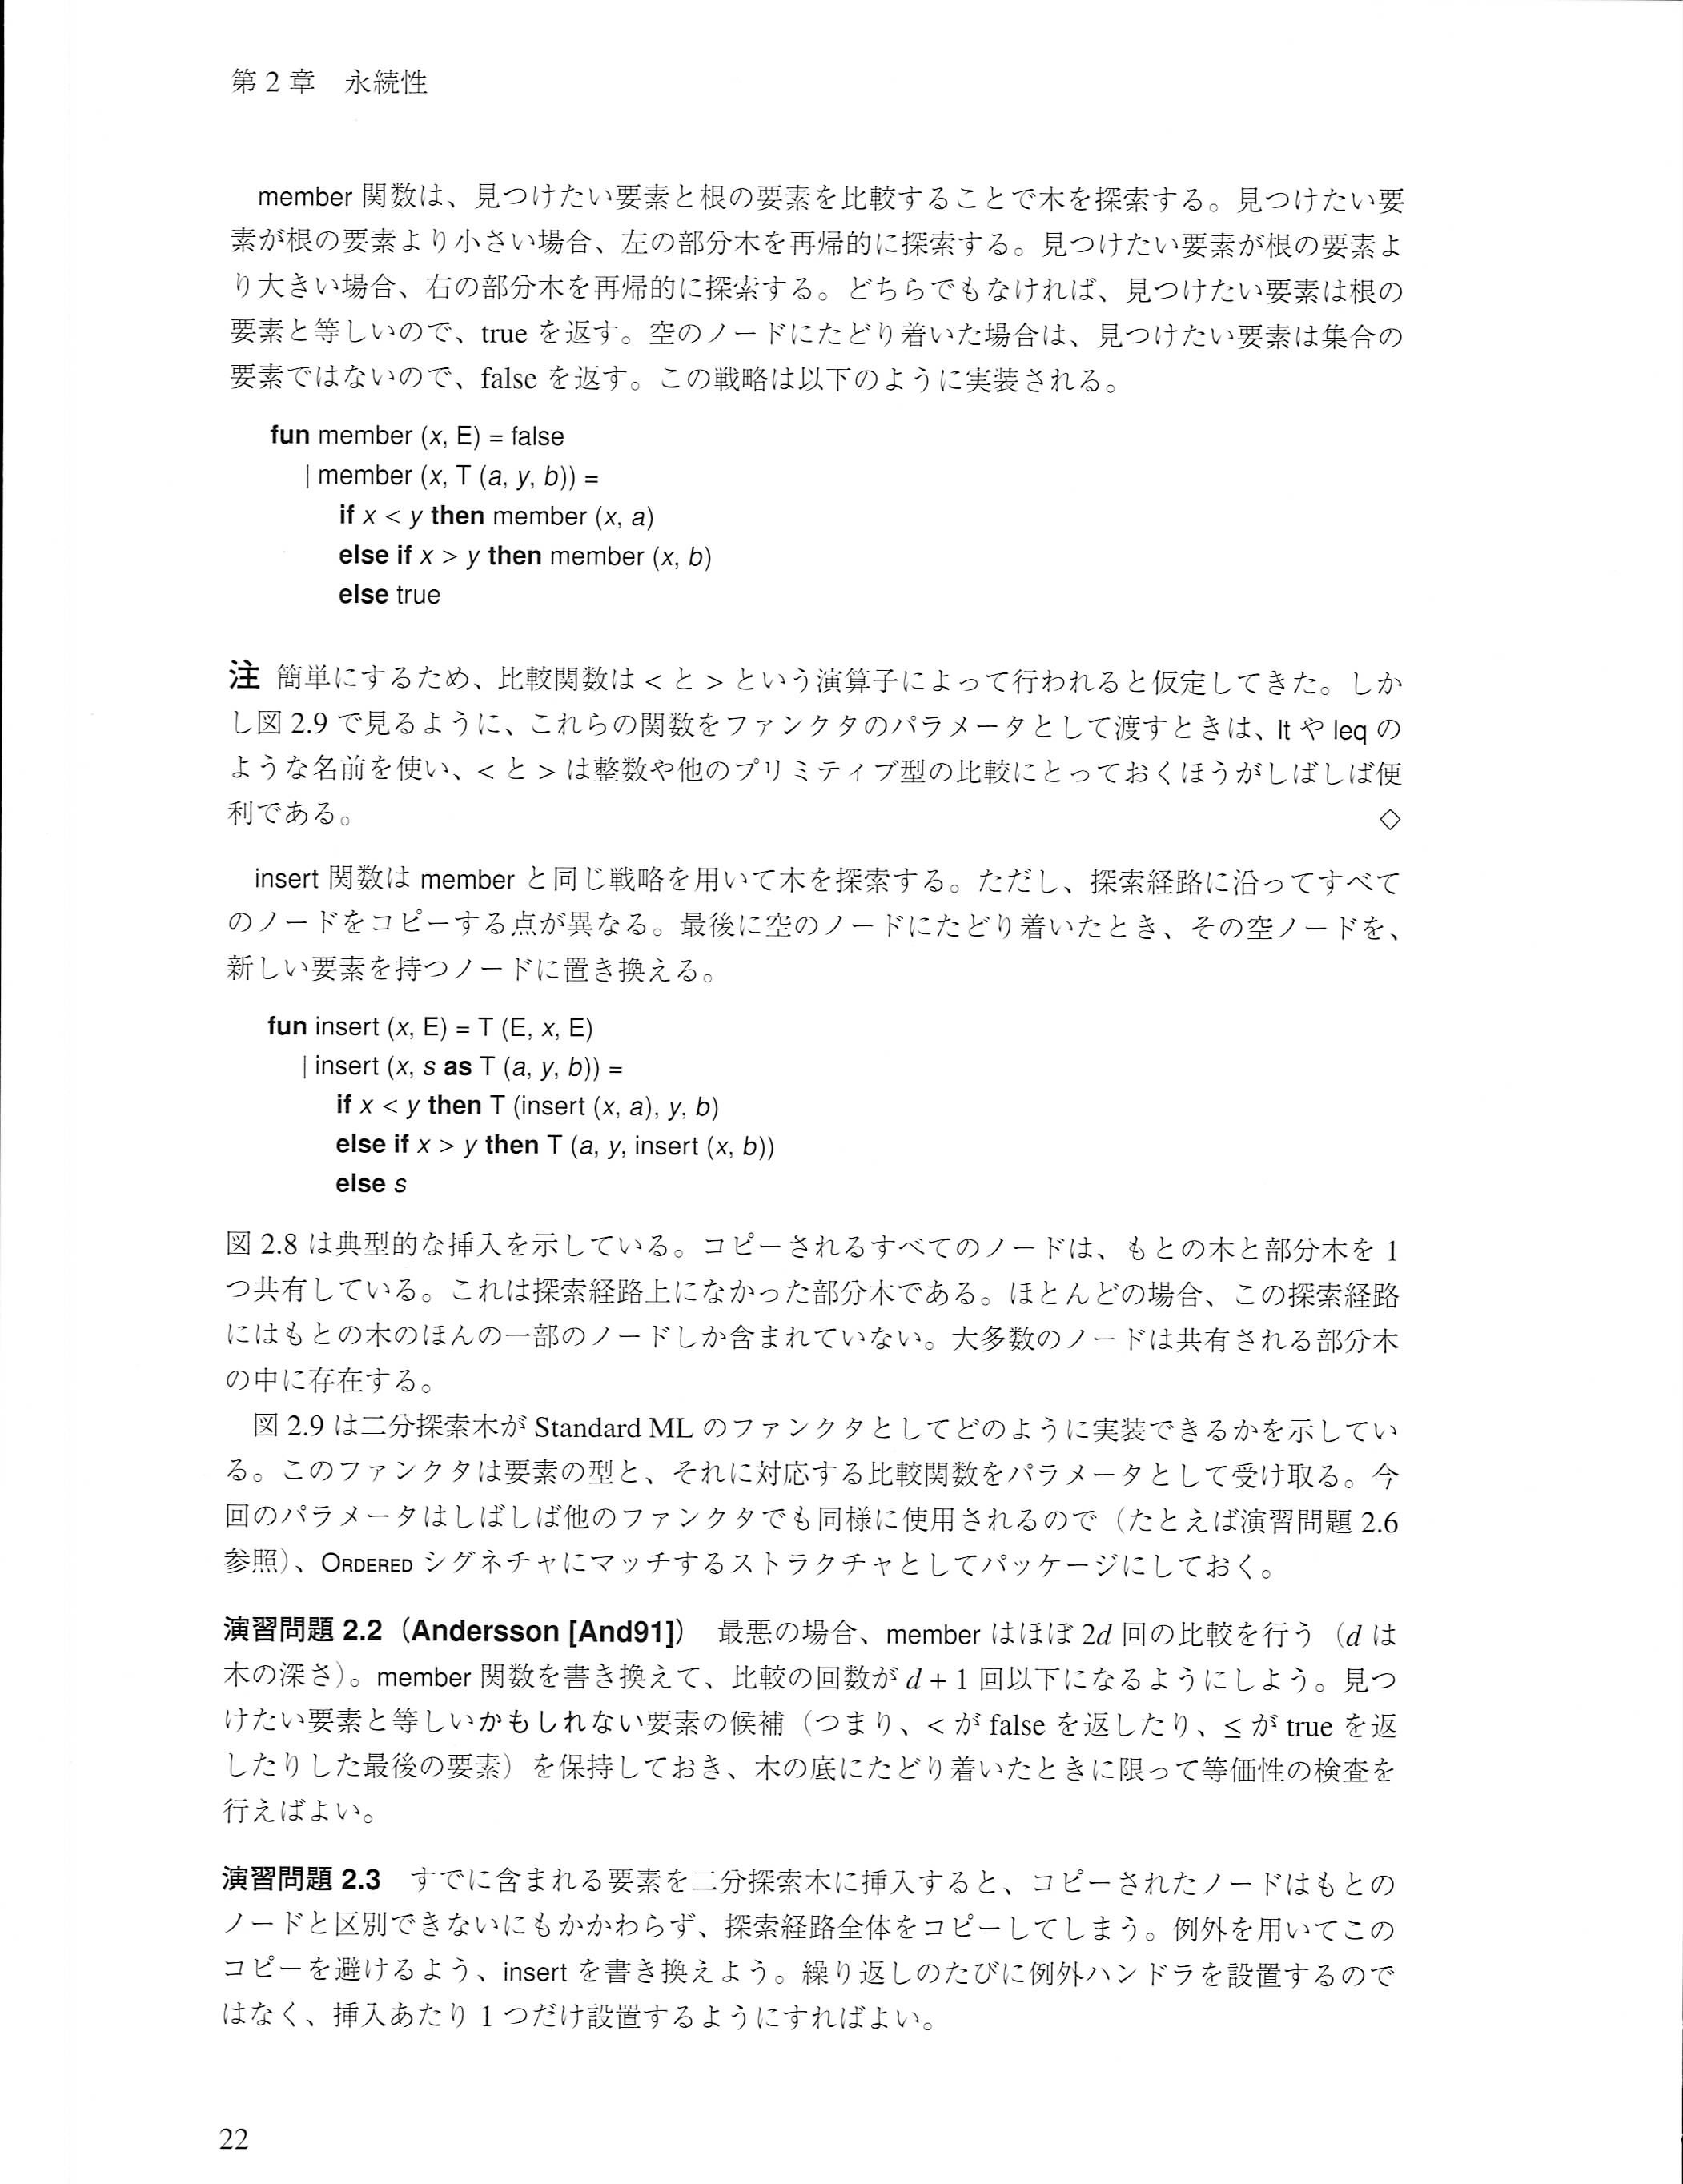 第 2 章　永続性
member 関数は、見つけたい要素と根の要素を比較することで木を探索する。見つけたい要
素が根の要素より小さい場合、左の部分木を再帰的に探索する。見つけたい要素が根の要素よ
り大きい場合、右の部分木を再帰的に探索する。どちらでもなければ、見つけたい要素は根の
要素と等しいので、true を返す。空のノードにたどり着いた場合は、見つけたい要素は集合の
要素ではないので、false を返す。この戦略は以下のように実装される。
fun member (x, E) = false
| member (x, T (a, y, b)) =
if x < y then member (x, a)
else if x > y then member (x, b)
else true
注 簡単にするため、比較関数は < と > という演算子によって行われると仮定してきた。しか
し図 2.9 で見るように、これらの関数をファンクタのパラメータとして渡すときは、lt や leq の
ような名前を使い、< と > は整数や他のプリミティブ型の比較にとっておくほうがしばしば便
利である。 ◇
insert 関数は member と同じ戦略を用いて木を探索する。ただし、探索経路に沿ってすべて
のノードをコピーする点が異なる。最後に空のノードにたどり着いたとき、その空ノードを、
新しい要素を持つノードに置き換える。
fun insert (x, E) = T (E, x, E)
| insert (x, s as T (a, y, b)) =
if x < y then T (insert (x, a), y, b)
else if x > y then T (a, y, insert (x, b))
else s
図 2.8 は典型的な挿入を示している。コピーされるすべてのノードは、もとの木と部分木を 1
つ共有している。これは探索経路上になかった部分木である。ほとんどの場合、この探索経路
にはもとの木のほんの一部のノードしか含まれていない。大多数のノードは共有される部分木
の中に存在する。
図 2.9 は二分探索木が Standard ML のファンクタとしてどのように実装できるかを示してい
る。このファンクタは要素の型と、それに対応する比較関数をパラメータとして受け取る。今
回のパラメータはしばしば他のファンクタでも同様に使用されるので（たとえば演習問題 2.6
参照）、ORDERED シグネチャにマッチするストラクチャとしてパッケージにしておく。
演習問題 2.2（Andersson [And91]）　最悪の場合、member はほぼ 2d 回の比較を行う（d は
木の深さ）。member 関数を書き換えて、比較の回数が d + 1 回以下になるようにしよう。見つ
けたい要素と等しいかもしれない要素の候補（つまり、< が false を返したり、≤ が true を返
したりした最後の要素）を保持しておき、木の底にたどり着いたときに限って等価性の検査を
行えばよい。
演習問題 2.3　すでに含まれる要素を二分探索木に挿入すると、コピーされたノードはもとの
ノードと区別できないにもかかわらず、探索経路全体をコピーしてしまう。例外を用いてこの
コピーを避けるよう、insert を書き換えよう。繰り返しのたびに例外ハンドラを設置するので
はなく、挿入あたり 1 つだけ設置するようにすればよい。
22